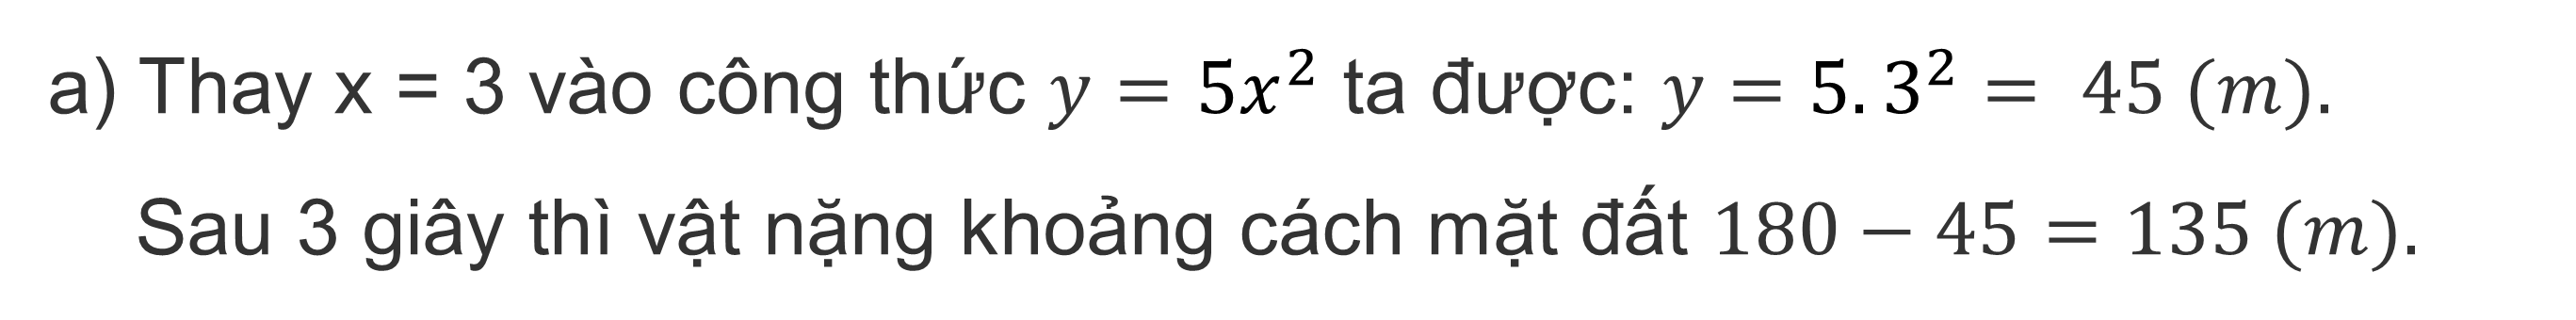 a) Thay x = 3 vào công thức y = 5x² ta được: y = 5. 3² = 45 (m).
Sau 3 giây thì vật nặng khoảng cách mặt đất 180 − 45 = 135 (m).